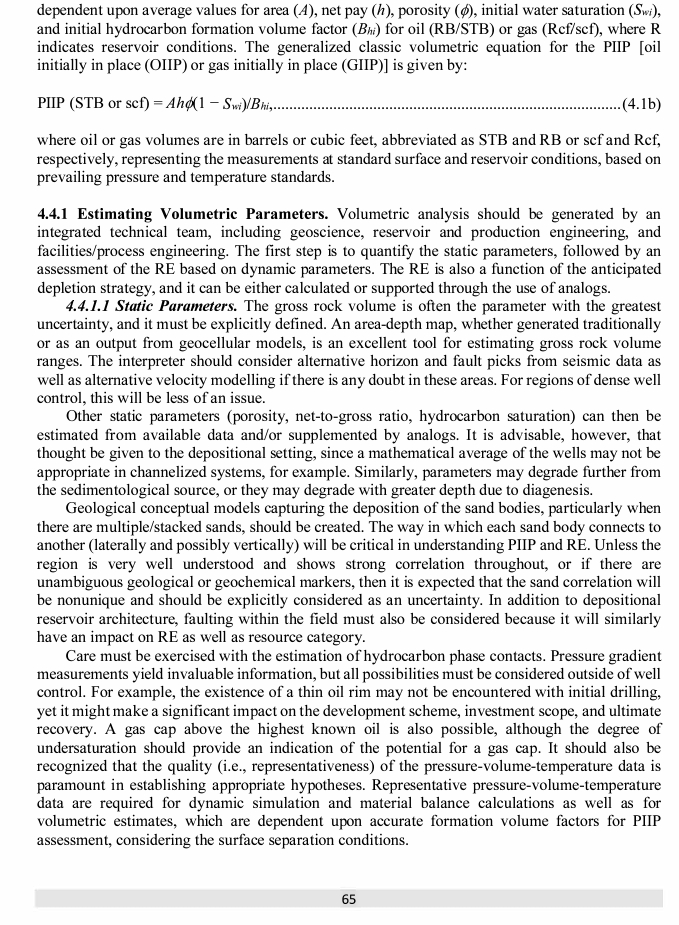 dependent upon average values for area (A), net pay (h), porosity (ϕ), initial water saturation (Swi),
and initial hydrocarbon formation volume factor (Bhi) for oil (RB/STB) or gas (Rcf/scf), where R
indicates reservoir conditions. The generalized classic volumetric equation for the PIIP [oil
initially in place (OIIP) or gas initially in place (GIIP)] is given by:
PIIP (STB or scf) = Ahϕ(1 − Swi)/Bhi,......................................................................................(4.1b)
where oil or gas volumes are in barrels or cubic feet, abbreviated as STB and RB or scf and Rcf,
respectively, representing the measurements at standard surface and reservoir conditions, based on
prevailing pressure and temperature standards.
4.4.1 Estimating Volumetric Parameters. Volumetric analysis should be generated by an
integrated technical team, including geoscience, reservoir and production engineering, and
facilities/process engineering. The first step is to quantify the static parameters, followed by an
assessment of the RE based on dynamic parameters. The RE is also a function of the anticipated
depletion strategy, and it can be either calculated or supported through the use of analogs.
4.4.1.1 Static Parameters. The gross rock volume is often the parameter with the greatest
uncertainty, and it must be explicitly defined. An area-depth map, whether generated traditionally
or as an output from geocellular models, is an excellent tool for estimating gross rock volume
ranges. The interpreter should consider alternative horizon and fault picks from seismic data as
well as alternative velocity modelling if there is any doubt in these areas. For regions of dense well
control, this will be less of an issue.
Other static parameters (porosity, net-to-gross ratio, hydrocarbon saturation) can then be
estimated from available data and/or supplemented by analogs. It is advisable, however, that
thought be given to the depositional setting, since a mathematical average of the wells may not be
appropriate in channelized systems, for example. Similarly, parameters may degrade further from
the sedimentological source, or they may degrade with greater depth due to diagenesis.
Geological conceptual models capturing the deposition of the sand bodies, particularly when
there are multiple/stacked sands, should be created. The way in which each sand body connects to
another (laterally and possibly vertically) will be critical in understanding PIIP and RE. Unless the
region is very well understood and shows strong correlation throughout, or if there are
unambiguous geological or geochemical markers, then it is expected that the sand correlation will
be nonunique and should be explicitly considered as an uncertainty. In addition to depositional
reservoir architecture, faulting within the field must also be considered because it will similarly
have an impact on RE as well as resource category.
Care must be exercised with the estimation of hydrocarbon phase contacts. Pressure gradient
measurements yield invaluable information, but all possibilities must be considered outside of well
control. For example, the existence of a thin oil rim may not be encountered with initial drilling,
yet it might make a significant impact on the development scheme, investment scope, and ultimate
recovery. A gas cap above the highest known oil is also possible, although the degree of
undersaturation should provide an indication of the potential for a gas cap. It should also be
recognized that the quality (i.e., representativeness) of the pressure-volume-temperature data is
paramount in establishing appropriate hypotheses. Representative pressure-volume-temperature
data are required for dynamic simulation and material balance calculations as well as for
volumetric estimates, which are dependent upon accurate formation volume factors for PIIP
assessment, considering the surface separation conditions.
65